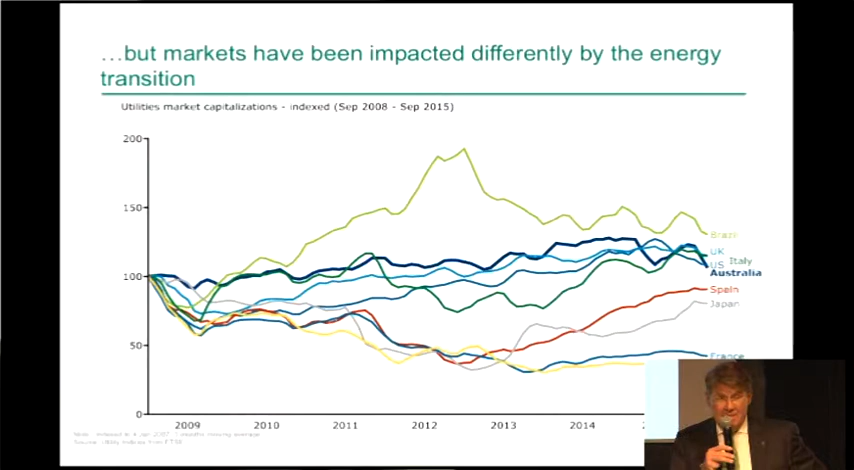 ...but markets have been impacted differently by the energy
transition
Utilities market capitalizations - indexed (Sep 2008 - Sep 2015)
200
150
100
50
0
Brazil
UK
US Italy
Australia
Spain
Japan
France
2009 2010 2011 2012 2013 2014